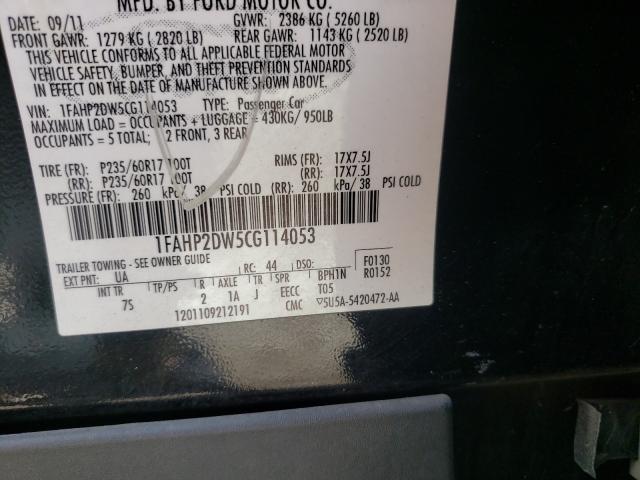 MFD. BY FORD MOTOR CO.
DATE: 09/11 GVWR: 2386 KG ( 5260 LB)
FRONT GAWR: 1279 KG ( 2820 LB) REAR GAWR: 1143 KG ( 2520 LB)
THIS VEHICLE CONFORMS TO ALL APPLICABLE FEDERAL MOTOR
VEHICLE SAFETY, BUMPER, AND THEFT PREVENTION STANDARDS
IN EFFECT ON THE DATE OF MANUFACTURE SHOWN ABOVE.
VIN: 1FAHP2DW5CG114053 TYPE: Passenger Car
MAXIMUM LOAD = OCCUPANTS + LUGGAGE = 430KG/ 950LB
OCCUPANTS = 5 TOTAL; 2 FRONT, 3 REAR
TIRE (FR): P235/60R17 100T RIMS (FR): 17X7.5J
(RR): P235/60R17 100T (RR): 17X7.5J
PRESSURE (FR): 260 kPa/ 38 PSI COLD (RR): 260 kPa/ 38 PSI COLD
1FAHP2DW5CG114053
TRAILER TOWING - SEE OWNER GUIDE F0130
EXT PNT: UA RC: 44 DSO: R0152
INT TR TP/PS R AXLE TR SPR BPH1N
75 2 1A J EECC T05
1201109212191 CMC 5U5A-5420472-AA